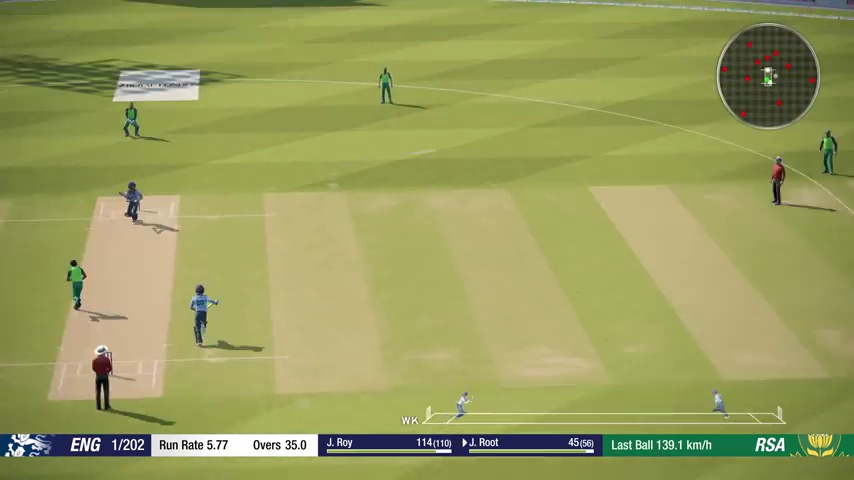 WK
ENG 1/202 Run Rate 5.77 Overs 35.0 J. Roy 114 (110) J. Root 45 (56) Last Ball 139.1 km/h RSA